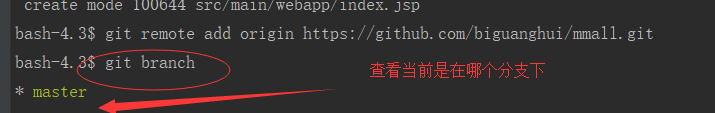 create mode 100644 src/main/webapp/index.jsp
bash-4.3$ git remote add origin https://github.com/biguanghui/mmall.git
bash-4.3$ git branch
查看当前是在哪个分支下
* master